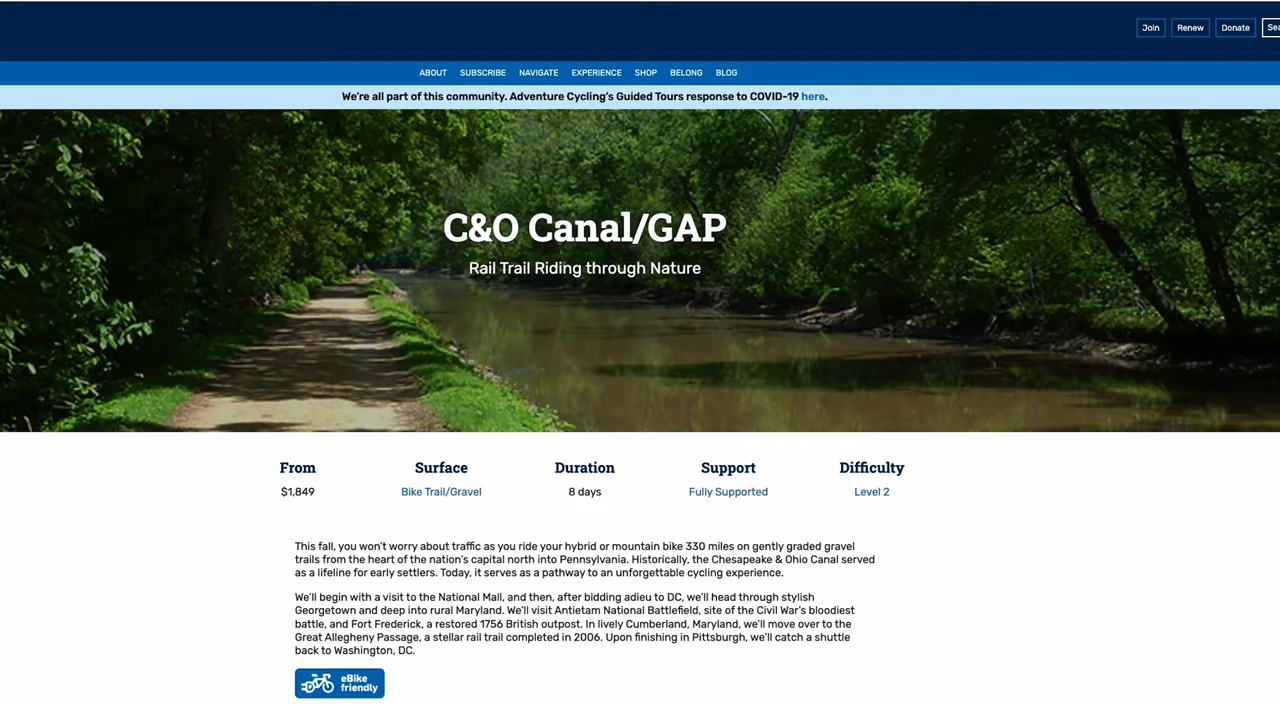 Join Renew Donate
ABOUT SUBSCRIBE NAVIGATE EXPERIENCE SHOP BELONG BLOG
We're all part of this community. Adventure Cycling's Guided Tours response to COVID-19 here.
C&O Canal/GAP
Rail Trail Riding through Nature
From Surface Duration Support Difficulty
$1,849 Bike Trail/Gravel 8 days Fully Supported Level 2
This fall, you won't worry about traffic as you ride your hybrid or mountain bike 330 miles on gently graded gravel
trails from the heart of the nation's capital north into Pennsylvania. Historically, the Chesapeake & Ohio Canal served
as a lifeline for early settlers. Today, it serves as a pathway to an unforgettable cycling experience.
We'll begin with a visit to the National Mall, and then, after bidding adieu to DC, we'll head through stylish
Georgetown and deep into rural Maryland. We'll visit Antietam National Battlefield, site of the Civil War's bloodiest
battle, and Fort Frederick, a restored 1756 British outpost. In lively Cumberland, Maryland, we'll move over to the
Great Allegheny Passage, a stellar rail trail completed in 2006. Upon finishing in Pittsburgh, we'll catch a shuttle
back to Washington, DC.
eBike
friendly